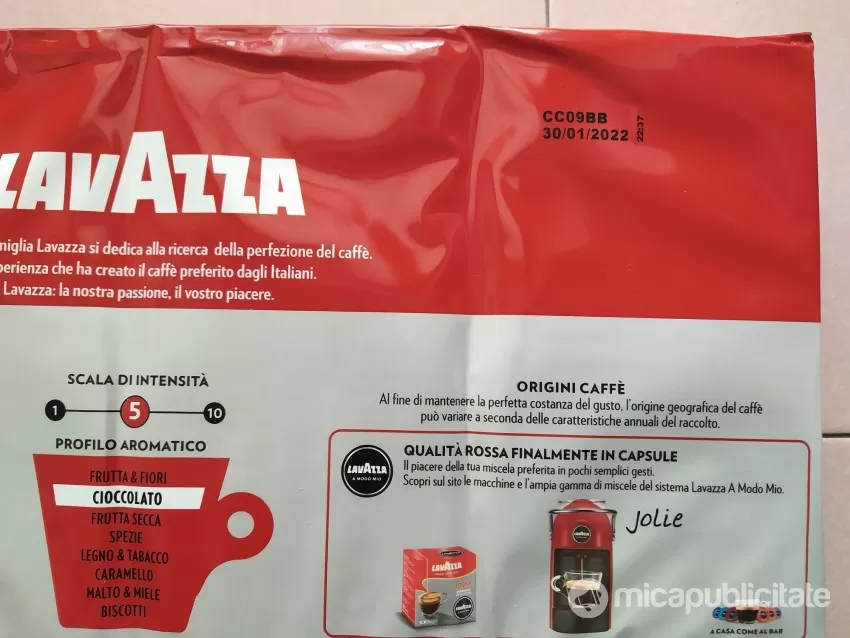 CC09BB
30/01/2022
22:37
LAVAZZA
miglia Lavazza si dedica alla ricerca della perfezione del caffè.
perienza che ha creato il caffè preferito dagli Italiani.
Lavazza: la nostra passione, il vostro piacere.
SCALA DI INTENSITÀ
1 5 10
PROFILO AROMATICO
FRUTTA & FIORI
CIOCCOLATO
FRUTTA SECCA
SPEZIE
LEGNO & TABACCO
CARAMELLO
MALTO & MIELE
BISCOTTI
ORIGINI CAFFÈ
Al fine di mantenere la perfetta costanza del gusto, l'origine geografica del caffè
può variare a seconda delle caratteristiche annuali del raccolto.
LAVAZZA
A MODO MIO
QUALITÀ ROSSA FINALMENTE IN CAPSULE
Il piacere della tua miscela preferita in pochi semplici gesti.
Scopri sul sito le macchine e l'ampia gamma di miscele del sistema Lavazza A Modo Mio.
Jolie
LAVAZZA
LAVAZZA
A CASA COME AL BAR
micapublicitate